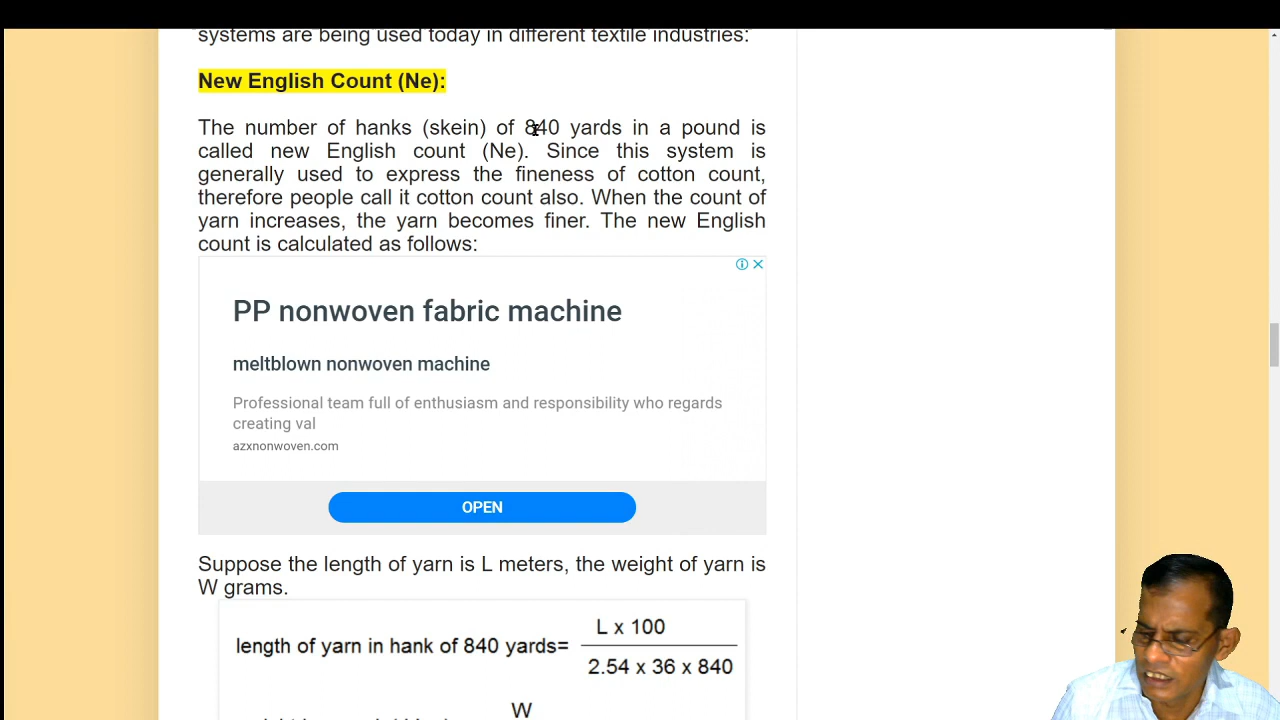 systems are being used today in different textile industries:
New English Count (Ne):
The number of hanks (skein) of 840 yards in a pound is
called new English count (Ne). Since this system is
generally used to express the fineness of cotton count,
therefore people call it cotton count also. When the count of
yarn increases, the yarn becomes finer. The new English
count is calculated as follows:
PP nonwoven fabric machine
meltblown nonwoven machine
Professional team full of enthusiasm and responsibility who regards
creating val
azxnonwoven.com
OPEN
Suppose the length of yarn is L meters, the weight of yarn is
W grams.
L x 100
length of yarn in hank of 840 yards=
2.54 x 36 x 840
W